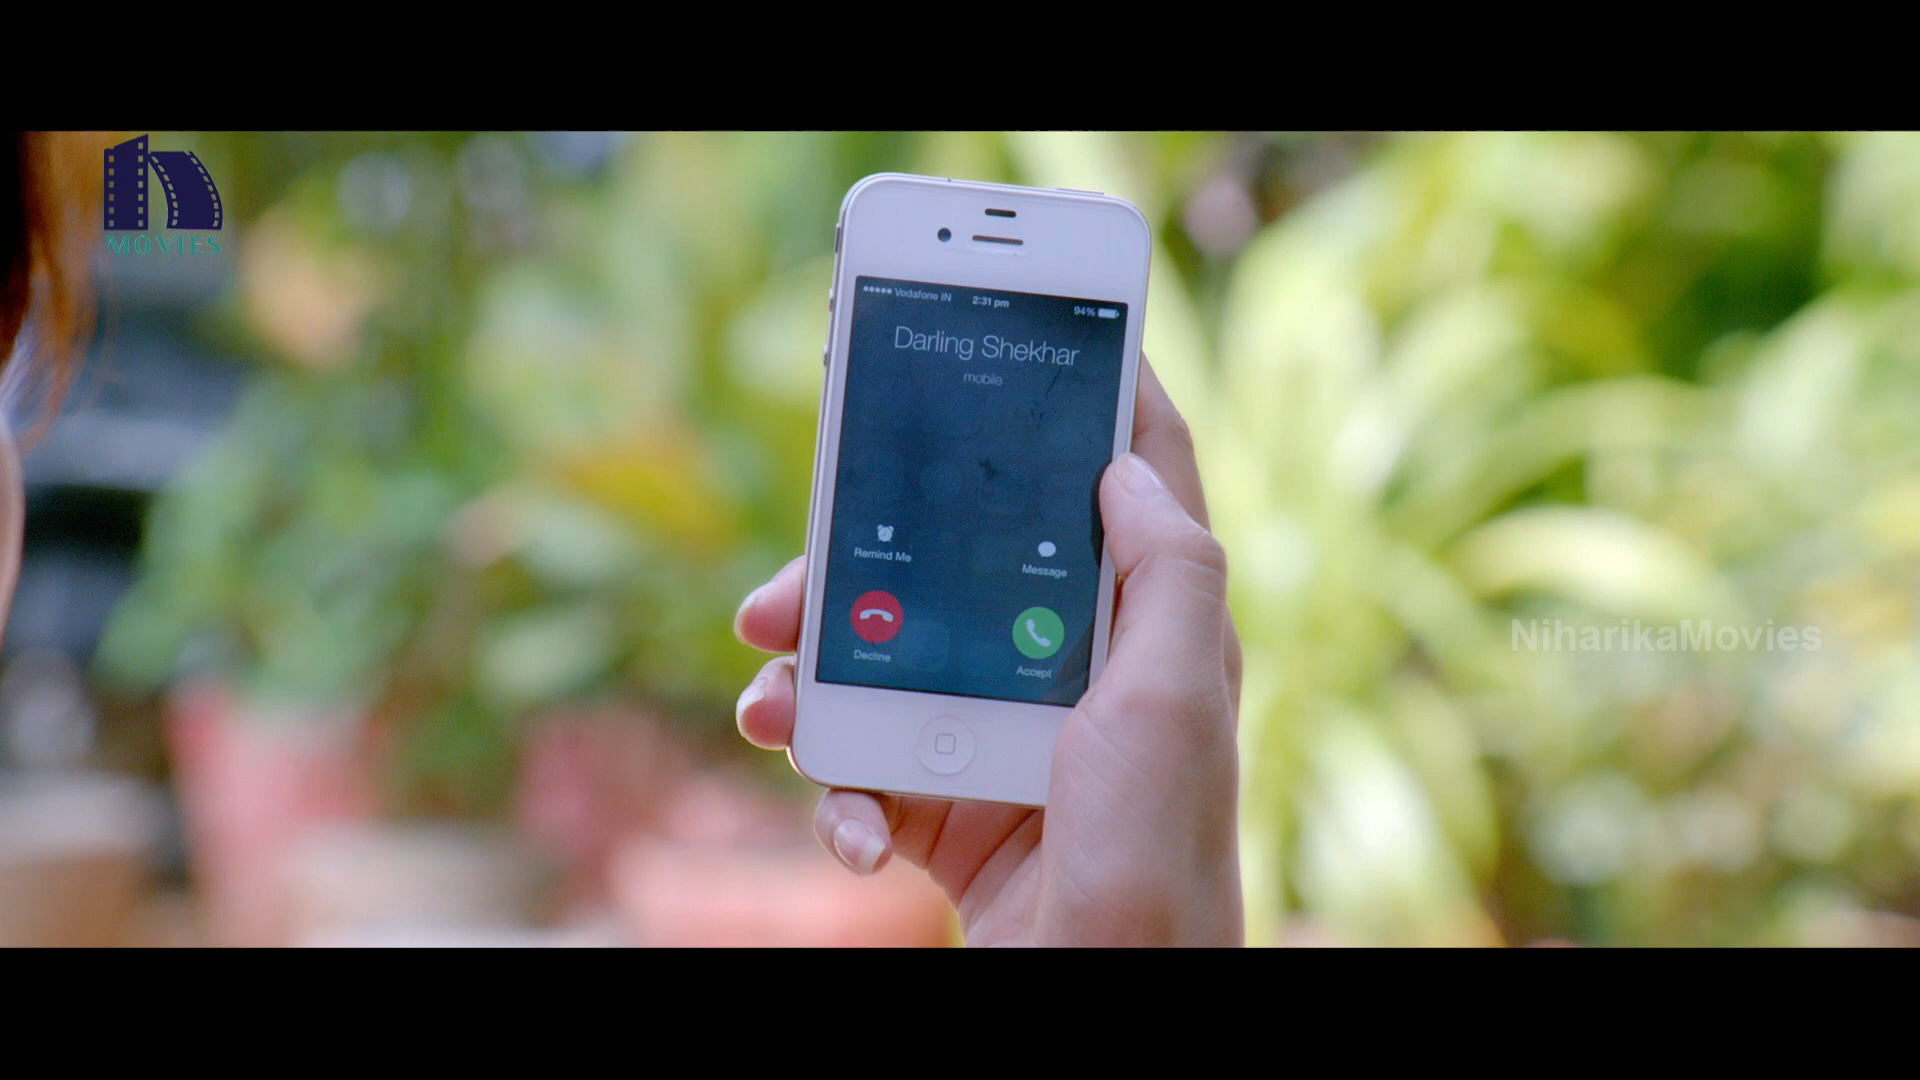 MOVIES
Vodafone IN 2:31 pm 94%
Darling Shekhar
mobile
Remind Me
Message
Decline
Accept
NiharikaMovies